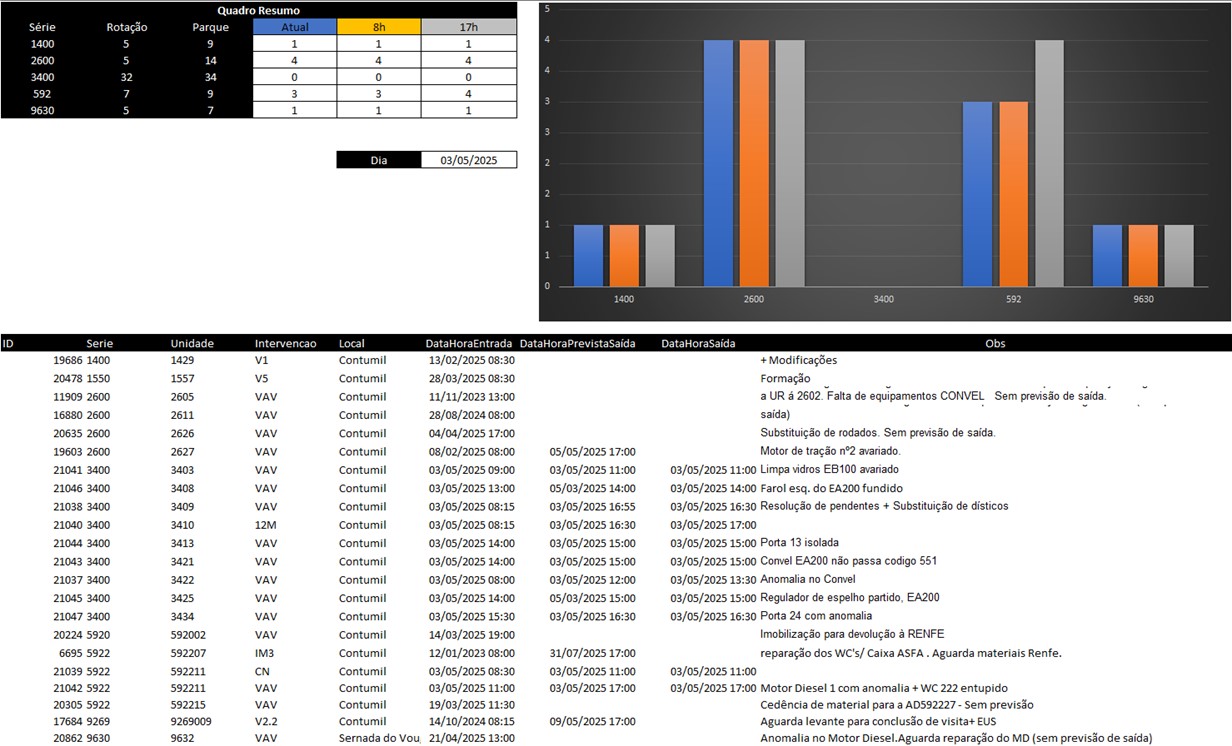 Quadro Resumo
Série Rotação Parque Atual 8h 17h
1400 5 9 1 1 1
2600 5 14 4 4 4
3400 32 34 0 0 0
592 7 9 3 3 4
9630 5 7 1 1 1
Dia 03/05/2025
5
4
4
3
3
2
2
1
1
0
1400 2600 3400 592 9630
ID Serie Unidade Intervencao Local DataHoraEntrada DataHoraPrevistaSaída DataHoraSaída Obs
19686 1400 1429 V1 Contumil 13/02/2025 08:30 + Modificações
20478 1550 1557 V5 Contumil 28/03/2025 08:30 Formação
11909 2600 2605 VAV Contumil 11/11/2023 13:00 a UR á 2602. Falta de equipamentos CONVEL Sem previsão de saída.
16880 2600 2611 VAV Contumil 28/08/2024 08:00 saída)
20635 2600 2626 VAV Contumil 04/04/2025 17:00 Substituição de rodados. Sem previsão de saída.
19603 2600 2627 VAV Contumil 08/02/2025 08:00 05/05/2025 17:00 Motor de tração nº2 avariado.
21041 3400 3403 VAV Contumil 03/05/2025 09:00 03/05/2025 11:00 03/05/2025 11:00 Limpa vidros EB100 avariado
21046 3400 3408 VAV Contumil 03/05/2025 13:00 05/03/2025 14:00 03/05/2025 14:00 Farol esq. do EA200 fundido
21038 3400 3409 VAV Contumil 03/05/2025 08:15 03/05/2025 16:55 03/05/2025 16:30 Resolução de pendentes + Substituição de dísticos
21040 3400 3410 12M Contumil 03/05/2025 08:15 03/05/2025 16:30 03/05/2025 17:00
21044 3400 3413 VAV Contumil 03/05/2025 14:00 03/05/2025 15:00 03/05/2025 15:00 Porta 13 isolada
21043 3400 3421 VAV Contumil 03/05/2025 14:00 03/05/2025 15:00 03/05/2025 15:00 Convel EA200 não passa codigo 551
21037 3400 3422 VAV Contumil 03/05/2025 08:00 03/05/2025 12:00 03/05/2025 13:30 Anomalia no Convel
21045 3400 3425 VAV Contumil 03/05/2025 14:00 05/03/2025 15:00 03/05/2025 15:00 Regulador de espelho partido, EA200
21047 3400 3434 VAV Contumil 03/05/2025 15:30 03/05/2025 16:30 03/05/2025 16:30 Porta 24 com anomalia
20224 5920 592002 VAV Contumil 14/03/2025 19:00 Imobilização para devolução à RENFE
6695 5922 592207 IM3 Contumil 12/01/2023 08:00 31/07/2025 17:00 reparação dos WC's/ Caixa ASFA . Aguarda materiais Renfe.
21039 5922 592211 CN Contumil 03/05/2025 08:30 03/05/2025 11:00 03/05/2025 11:00
21042 5922 592211 VAV Contumil 03/05/2025 11:00 03/05/2025 17:00 03/05/2025 17:00 Motor Diesel 1 com anomalia + WC 222 entupido
20305 5922 592215 VAV Contumil 19/03/2025 11:30 Cedência de material para a AD592227 - Sem previsão
17684 9269 9269009 V2.2 Contumil 14/10/2024 08:15 09/05/2025 17:00 Aguarda levante para conclusão de visita+ EUS
20862 9630 9632 VAV Sernada do Vou 21/04/2025 13:00 Anomalia no Motor Diesel.Aguarda reparação do MD (sem previsão de saída)